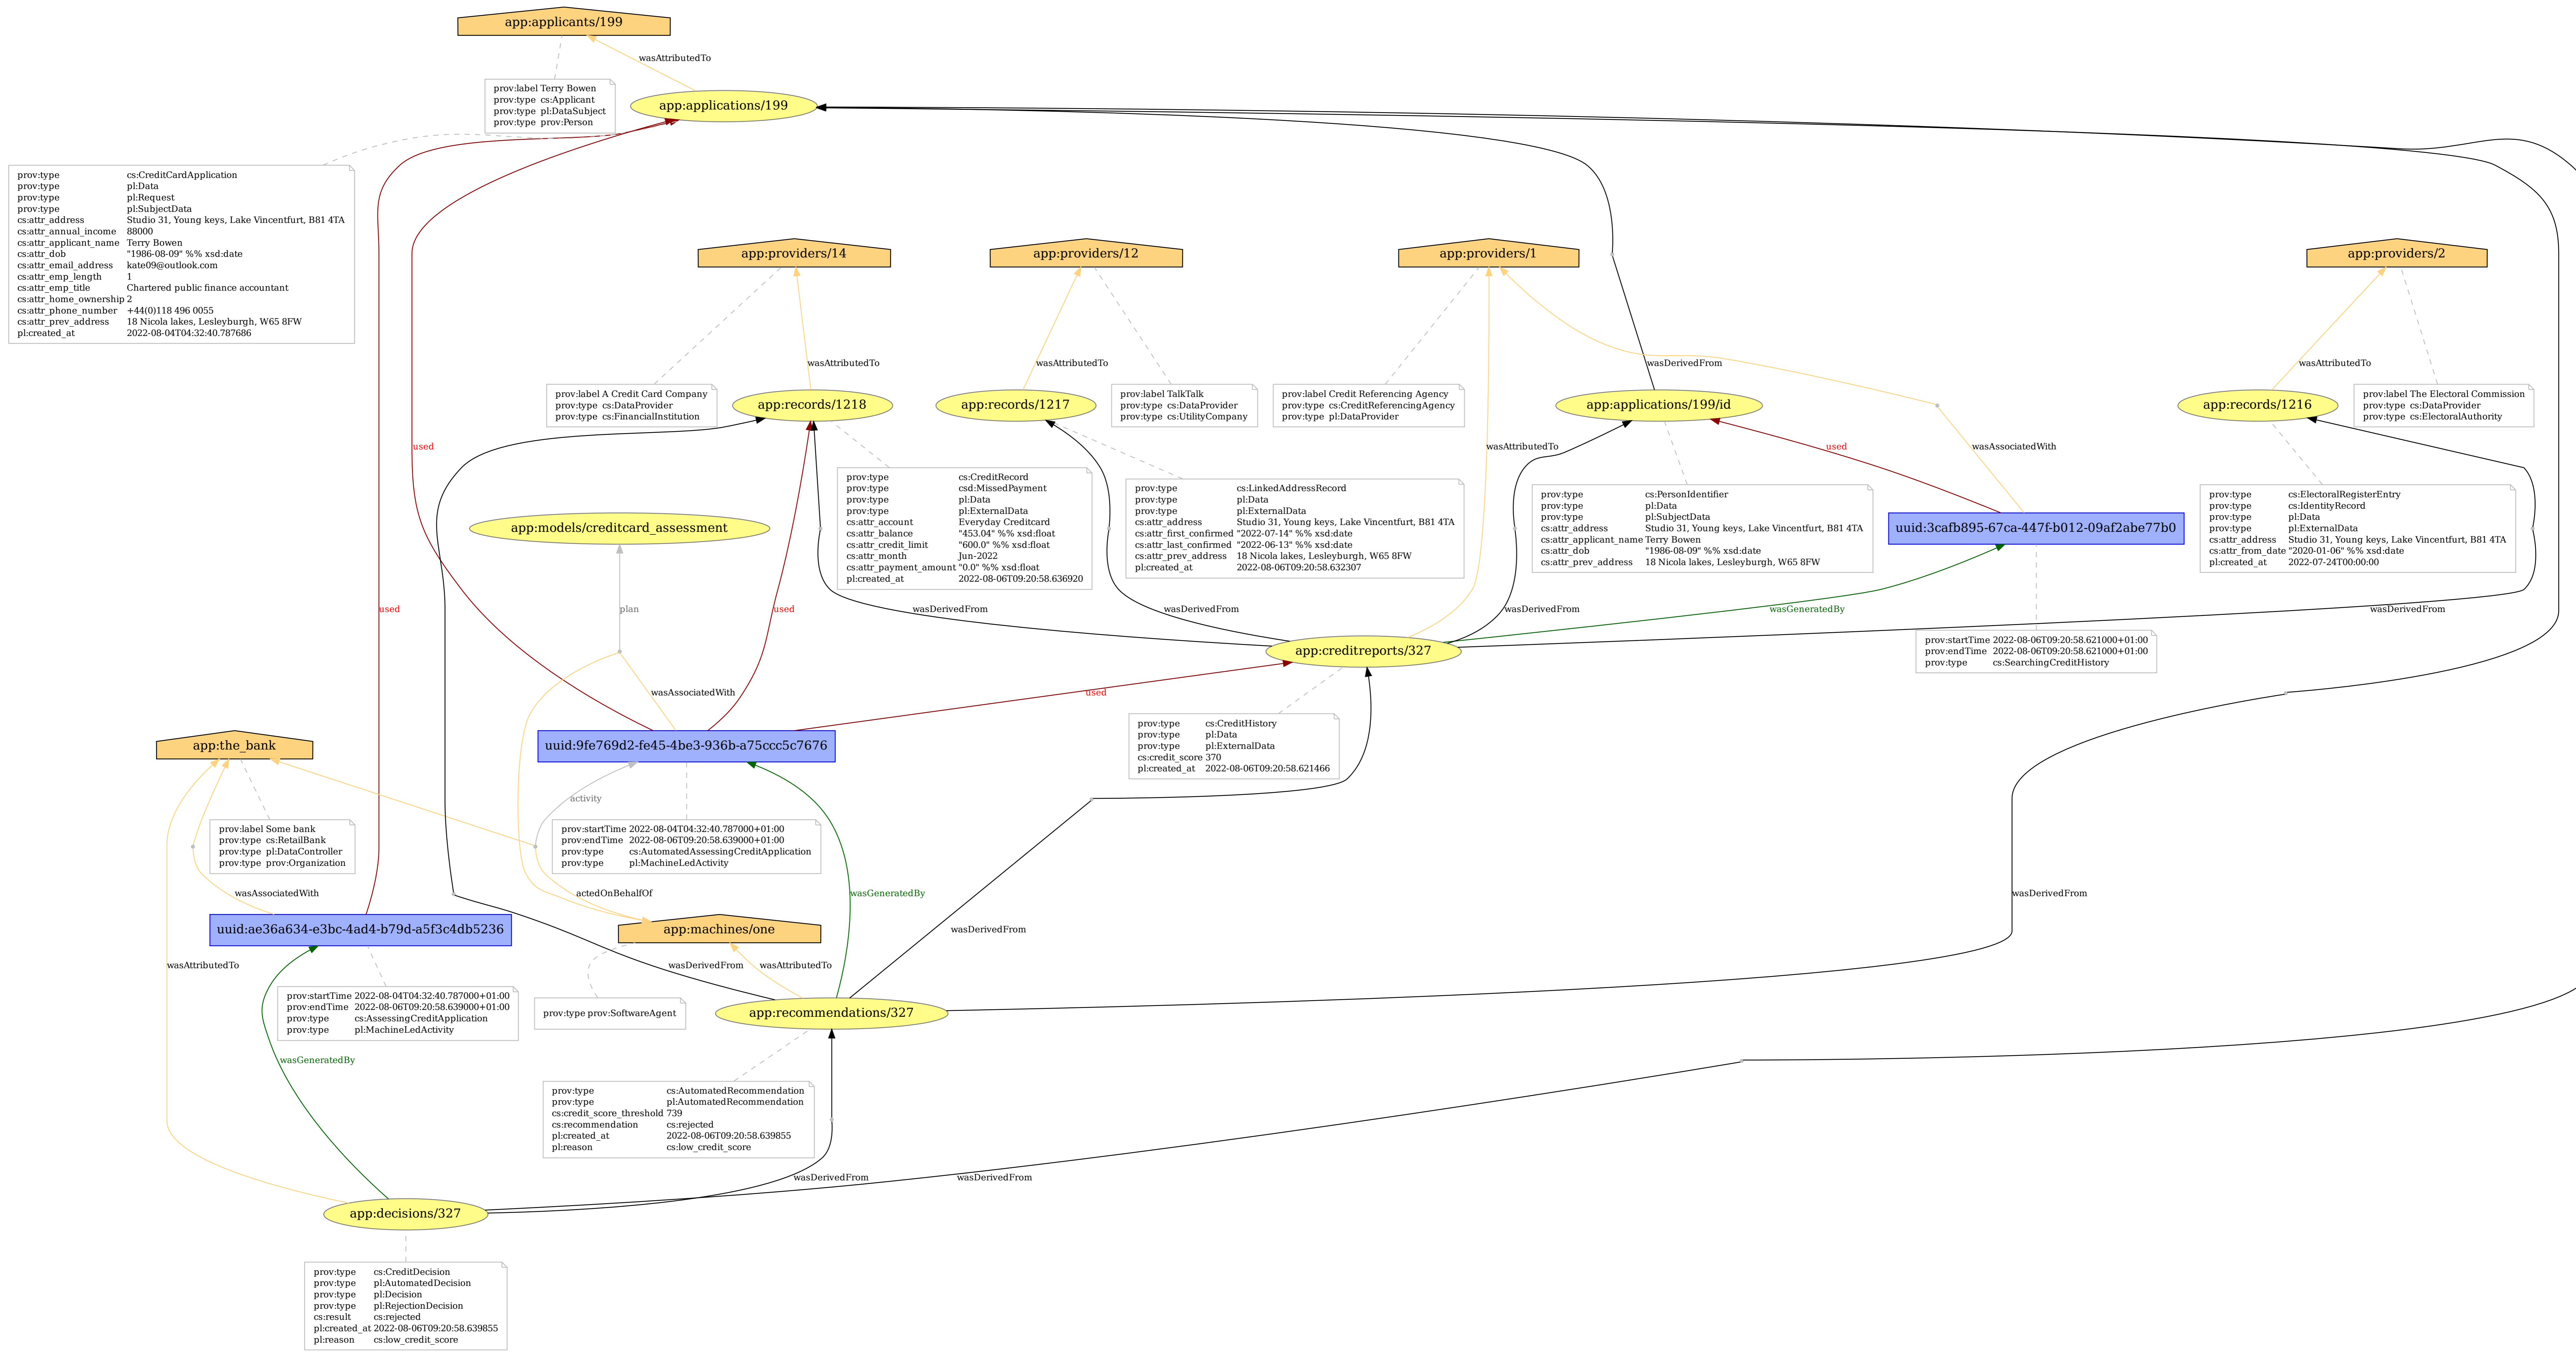 app:applicants/199
wasAttributedTo
prov:label Terry Bowen
prov:type cs:Applicant
prov:type pl:DataSubject
prov:type prov:Person
app:applications/199
prov:type cs:CreditCardApplication
prov:type pl:Data
prov:type pl:Request
prov:type pl:SubjectData
cs:attr_address Studio 31, Young keys, Lake Vincentfurt, B81 4TA
cs:attr_annual_income 88000
cs:attr_applicant_name Terry Bowen
cs:attr_dob "1986-08-09" %% xsd:date
cs:attr_email_address kate09@outlook.com
cs:attr_emp_length 1
cs:attr_emp_title Chartered public finance accountant
cs:attr_home_ownership 2
cs:attr_phone_number +44(0)118 496 0055
cs:attr_prev_address 18 Nicola lakes, Lesleyburgh, W65 8FW
pl:created_at 2022-08-04T04:32:40.787686
app:providers/14
app:providers/12
app:providers/1
app:providers/2
wasAttributedTo
wasAttributedTo
wasDerivedFrom
wasAttributedTo
prov:label A Credit Card Company
prov:type cs:DataProvider
prov:type cs:FinancialInstitution
app:records/1218
app:records/1217
prov:label TalkTalk
prov:type cs:DataProvider
prov:type cs:UtilityCompany
prov:label Credit Referencing Agency
prov:type cs:CreditReferencingAgency
prov:type pl:DataProvider
app:applications/199/id
app:records/1216
prov:label The Electoral Commission
prov:type cs:DataProvider
prov:type cs:ElectoralAuthority
used
wasAttributedTo
used
wasAssociatedWith
app:models/creditcard_assessment
prov:type cs:CreditRecord
prov:type csd:MissedPayment
prov:type pl:Data
prov:type pl:ExternalData
cs:attr_account Everyday Creditcard
cs:attr_balance "453.04" %% xsd:float
cs:attr_credit_limit "600.0" %% xsd:float
cs:attr_month Jun-2022
cs:attr_payment_amount "0.0" %% xsd:float
pl:created_at 2022-08-06T09:20:58.636920
prov:type cs:LinkedAddressRecord
prov:type pl:Data
prov:type pl:ExternalData
cs:attr_address Studio 31, Young keys, Lake Vincentfurt, B81 4TA
cs:attr_first_confirmed "2022-07-14" %% xsd:date
cs:attr_last_confirmed "2022-06-13" %% xsd:date
cs:attr_prev_address 18 Nicola lakes, Lesleyburgh, W65 8FW
pl:created_at 2022-08-06T09:20:58.632307
prov:type cs:PersonIdentifier
prov:type pl:Data
prov:type pl:SubjectData
cs:attr_address Studio 31, Young keys, Lake Vincentfurt, B81 4TA
cs:attr_applicant_name Terry Bowen
cs:attr_dob "1986-08-09" %% xsd:date
cs:attr_prev_address 18 Nicola lakes, Lesleyburgh, W65 8FW
uuid:3cafb895-67ca-447f-b012-09af2abe77b0
prov:type cs:ElectoralRegisterEntry
prov:type cs:IdentityRecord
prov:type pl:Data
prov:type pl:ExternalData
cs:attr_address Studio 31, Young keys, Lake Vincentfurt, B81 4TA
cs:attr_from_date "2020-01-06" %% xsd:date
pl:created_at 2022-07-24T00:00:00
used
plan
used
wasDerivedFrom
wasDerivedFrom
wasDerivedFrom
wasGeneratedBy
wasDerivedFrom
app:creditreports/327
prov:startTime 2022-08-06T09:20:58.621000+01:00
prov:endTime 2022-08-06T09:20:58.621000+01:00
prov:type cs:SearchingCreditHistory
wasAssociatedWith
used
app:the_bank
uuid:9fe769d2-fe45-4be3-936b-a75ccc5c7676
prov:type cs:CreditHistory
prov:type pl:Data
prov:type pl:ExternalData
cs:credit_score 370
pl:created_at 2022-08-06T09:20:58.621466
activity
prov:label Some bank
prov:type cs:RetailBank
prov:type pl:DataController
prov:type prov:Organization
prov:startTime 2022-08-04T04:32:40.787000+01:00
prov:endTime 2022-08-06T09:20:58.639000+01:00
prov:type cs:AutomatedAssessingCreditApplication
prov:type pl:MachineLedActivity
wasAssociatedWith
actedOnBehalfOf
wasGeneratedBy
wasDerivedFrom
uuid:ae36a634-e3bc-4ad4-b79d-a5f3c4db5236
app:machines/one
wasDerivedFrom
wasAttributedTo
wasDerivedFrom
wasAttributedTo
prov:startTime 2022-08-04T04:32:40.787000+01:00
prov:endTime 2022-08-06T09:20:58.639000+01:00
prov:type cs:AssessingCreditApplication
prov:type pl:MachineLedActivity
prov:type prov:SoftwareAgent
app:recommendations/327
wasGeneratedBy
prov:type cs:AutomatedRecommendation
prov:type pl:AutomatedRecommendation
cs:credit_score_threshold 739
cs:recommendation cs:rejected
pl:created_at 2022-08-06T09:20:58.639855
pl:reason cs:low_credit_score
wasDerivedFrom
wasDerivedFrom
app:decisions/327
prov:type cs:CreditDecision
prov:type pl:AutomatedDecision
prov:type pl:Decision
prov:type pl:RejectionDecision
cs:result cs:rejected
pl:created_at 2022-08-06T09:20:58.639855
pl:reason cs:low_credit_score